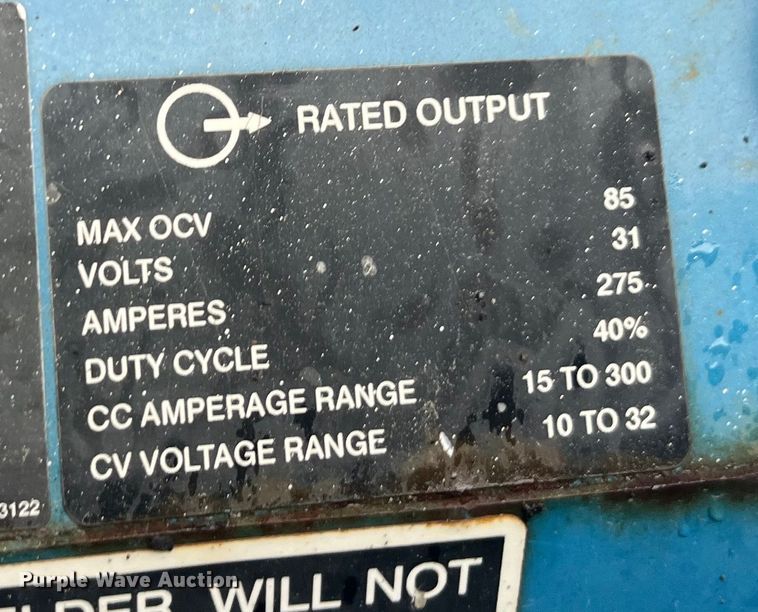 RATED OUTPUT
MAX OCV 85
VOLTS 31
AMPERES 275
DUTY CYCLE 40%
CC AMPERAGE RANGE 15 TO 300
CV VOLTAGE RANGE 10 TO 32
3122
WILL NOT
Purple Wave Auction